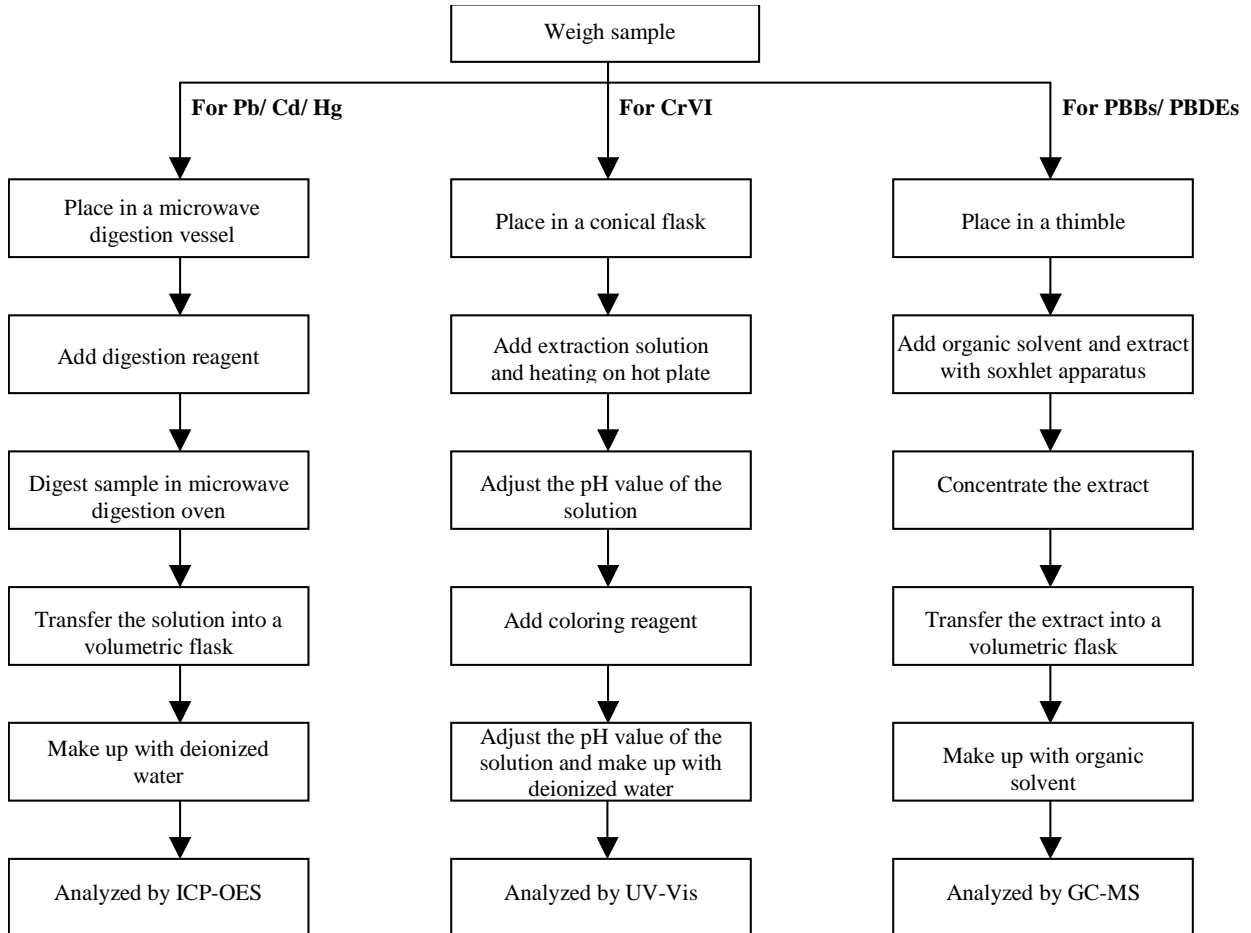 Weigh sample
For Pb/ Cd/ Hg
For CrVI
For PBBs/ PBDEs
Place in a microwave
digestion vessel
Place in a conical flask
Place in a thimble
Add digestion reagent
Add extraction solution
and heating on hot plate
Add organic solvent and extract
with soxhlet apparatus
Digest sample in microwave
digestion oven
Adjust the pH value of the
solution
Concentrate the extract
Transfer the solution into a
volumetric flask
Add coloring reagent
Transfer the extract into a
volumetric flask
Make up with deionized
water
Adjust the pH value of the
solution and make up with
deionized water
Make up with organic
solvent
Analyzed by ICP-OES
Analyzed by UV-Vis
Analyzed by GC-MS